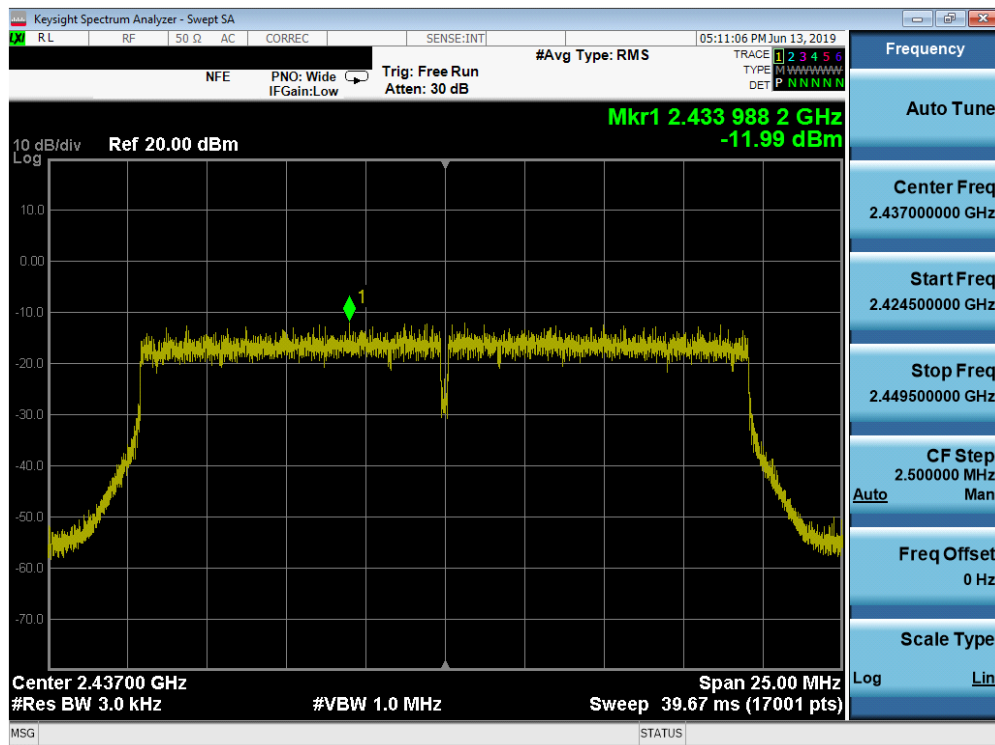 Keysight Spectrum Analyzer - Swept SA
LXI RL RF 50 Ω AC CORREC SENSE:INT 05:11:06 PM Jun 13, 2019
#Avg Type: RMS TRACE 1 2 3 4 5 6
NFE PNO: Wide Trig: Free Run TYPE M W W W W W
IFGain:Low Atten: 30 dB DET P N N N N N
Mkr1 2.433 988 2 GHz
-11.99 dBm
10 dB/div Ref 20.00 dBm
Log
10.0
0.00
1
-10.0
-20.0
-30.0
-40.0
-50.0
-60.0
-70.0
Center 2.43700 GHz Span 25.00 MHz
#Res BW 3.0 kHz #VBW 1.0 MHz Sweep 39.67 ms (17001 pts)
MSG STATUS
Frequency
Auto Tune
Center Freq
2.437000000 GHz
Start Freq
2.424500000 GHz
Stop Freq
2.449500000 GHz
CF Step
2.500000 MHz
Auto Man
Freq Offset
0 Hz
Scale Type
Log Lin